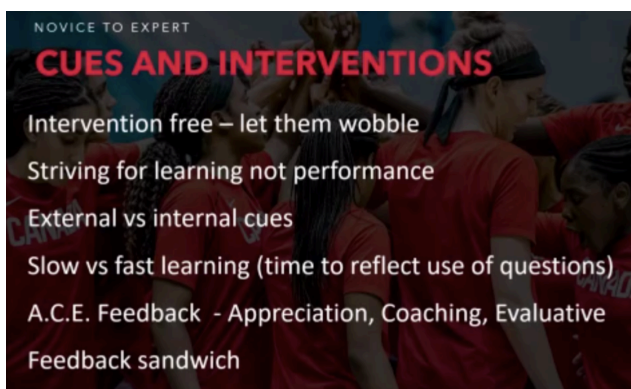 NOVICE TO EXPERT
CUES AND INTERVENTIONS
Intervention free – let them wobble
Striving for learning not performance
External vs internal cues
Slow vs fast learning (time to reflect use of questions)
A.C.E. Feedback - Appreciation, Coaching, Evaluative
Feedback sandwich
CANADA